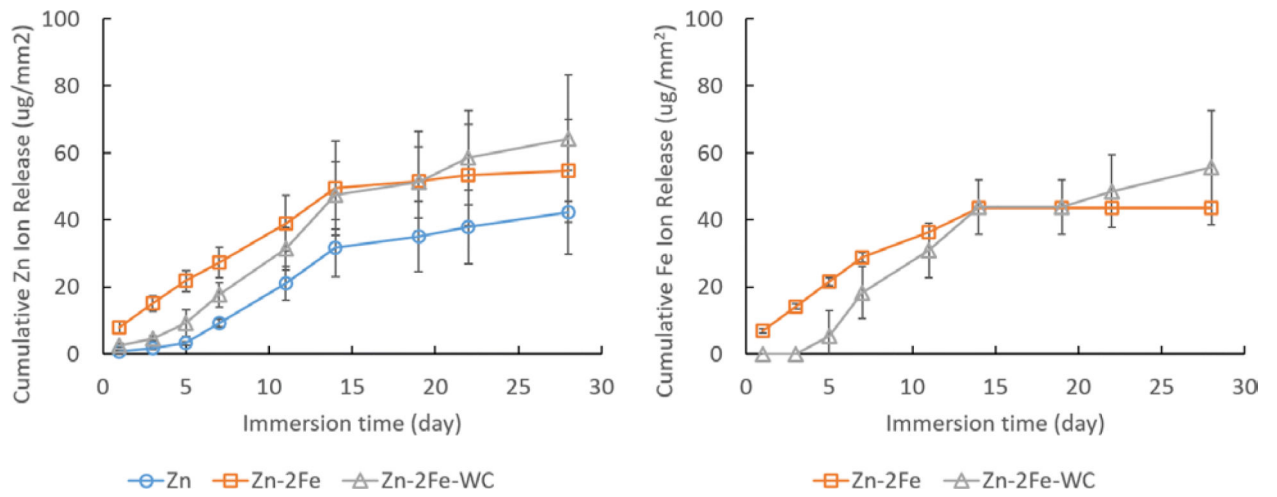 Cumulative Zn Ion Release (ug/mm2)
100
80
60
40
20
0
0 5 10 15 20 25 30
Immersion time (day)
Zn Zn-2Fe Zn-2Fe-WC
Cumulative Fe Ion Release (ug/mm²)
100
80
60
40
20
0
0 5 10 15 20 25 30
Immersion time (day)
Zn-2Fe Zn-2Fe-WC